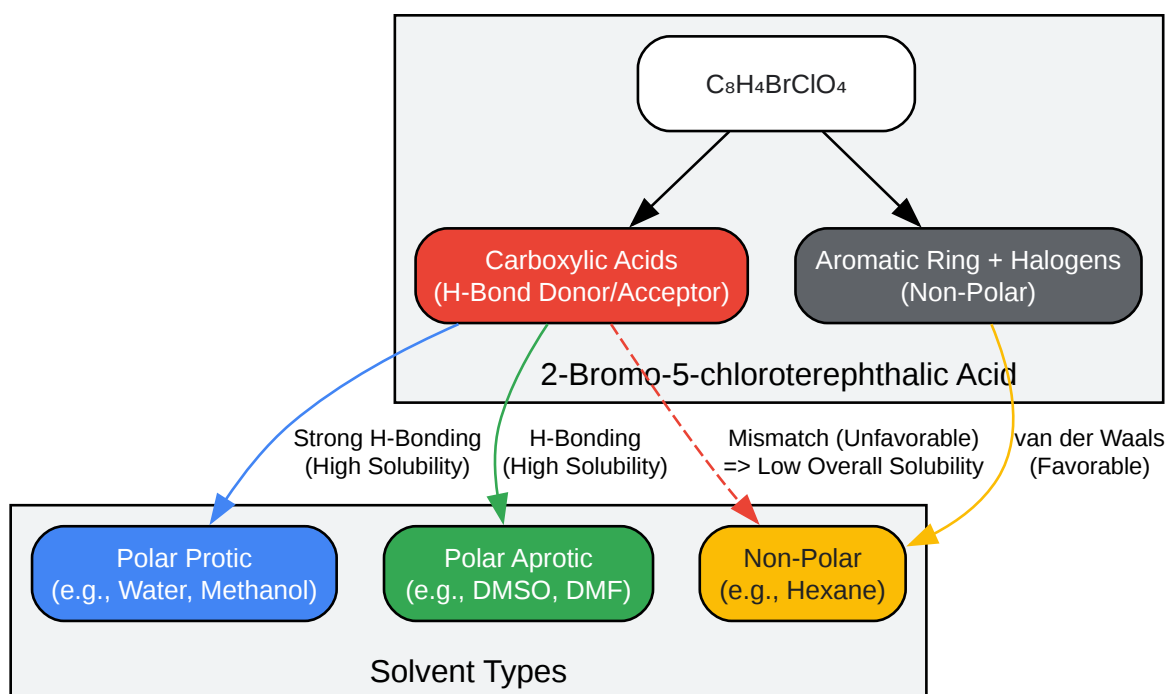 C₈H₄BrClO₄
Carboxylic Acids
(H-Bond Donor/Acceptor)
Aromatic Ring + Halogens
(Non-Polar)
2-Bromo-5-chloroterephthalic Acid
Strong H-Bonding
(High Solubility)
H-Bonding
(High Solubility)
Mismatch (Unfavorable)
=> Low Overall Solubility
van der Waals
(Favorable)
Polar Protic
(e.g., Water, Methanol)
Polar Aprotic
(e.g., DMSO, DMF)
Non-Polar
(e.g., Hexane)
Solvent Types